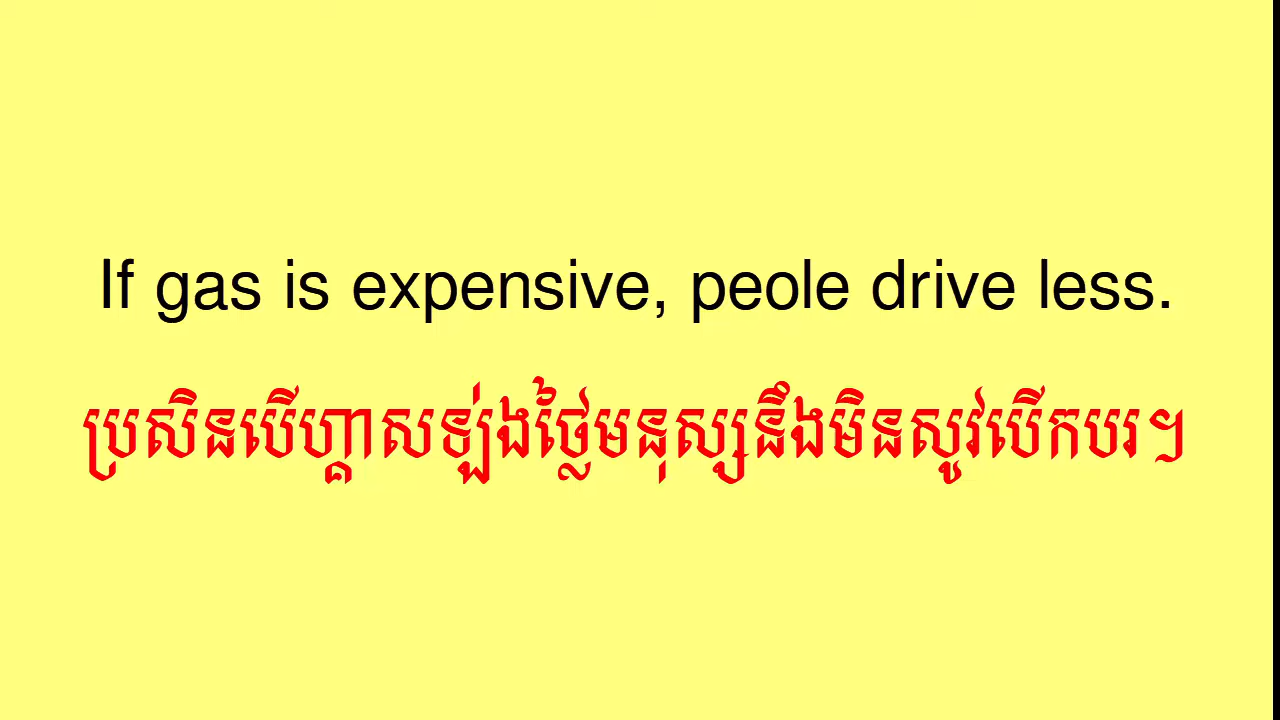 If gas is expensive, peole drive less.
ប្រសិនបើហ្គាសឡ់ងថ្លៃមនុស្សនឹងមិនសូវបើកបរ។